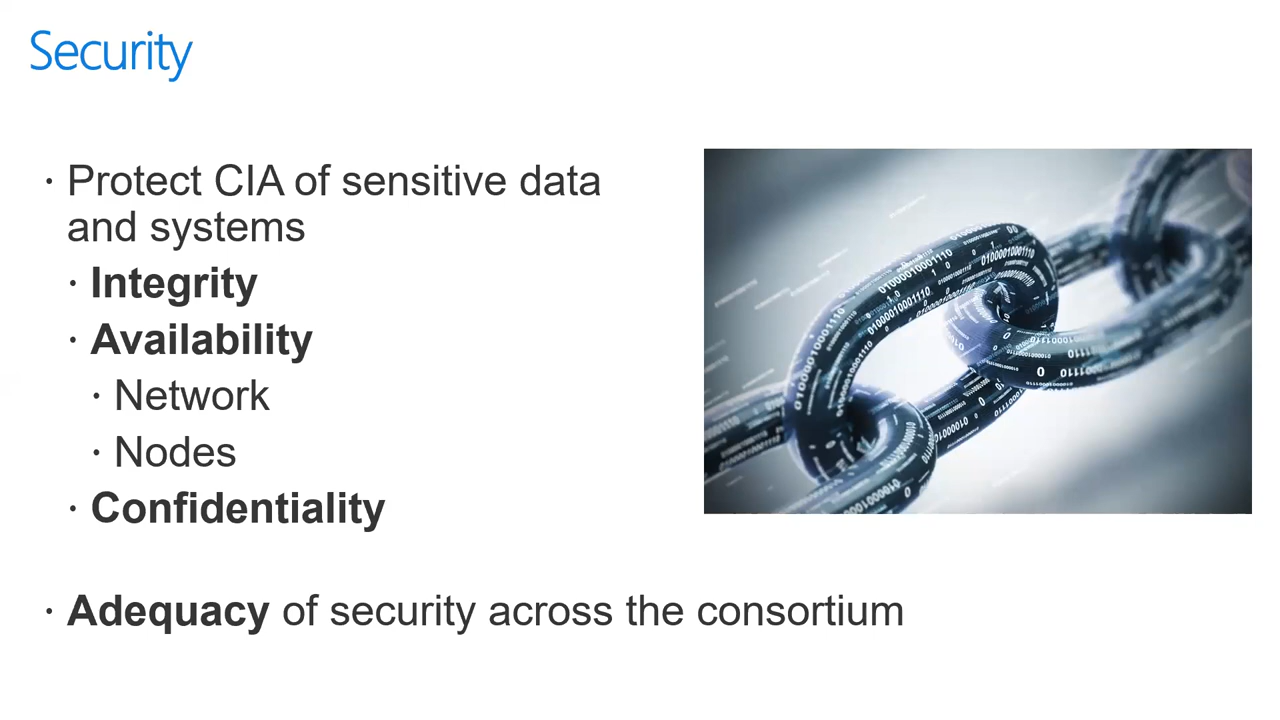 Security
· Protect CIA of sensitive data
and systems
· Integrity
· Availability
· Network
· Nodes
· Confidentiality
· Adequacy of security across the consortium